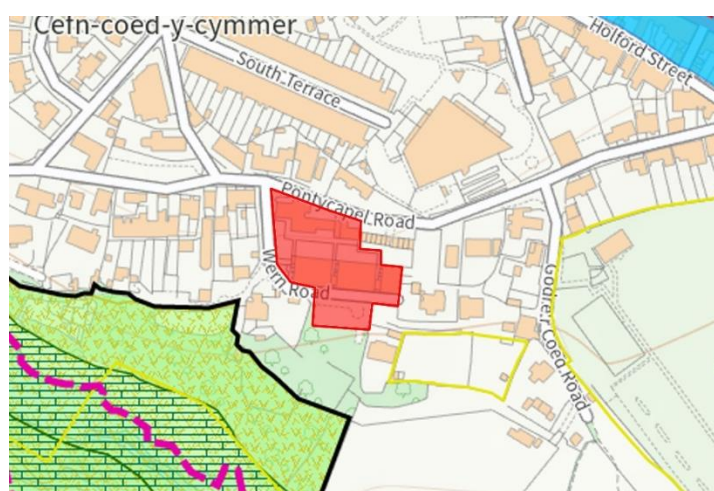 Cefn-coed-y-cymmer
Holford Street
South Terrace
Pontycapel Road
Wern Road
Godre'r Coed Road